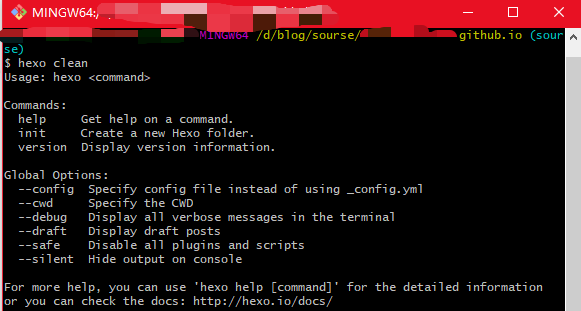 MINGW64:/
MINGW64 /d/blog/sourse/ github.io (sour
se)
$ hexo clean
Usage: hexo <command>
Commands:
help Get help on a command.
init Create a new Hexo folder.
version Display version information.
Global Options:
--config Specify config file instead of using _config.yml
--cwd Specify the CWD
--debug Display all verbose messages in the terminal
--draft Display draft posts
--safe Disable all plugins and scripts
--silent Hide output on console
For more help, you can use 'hexo help [command]' for the detailed information
or you can check the docs: http://hexo.io/docs/